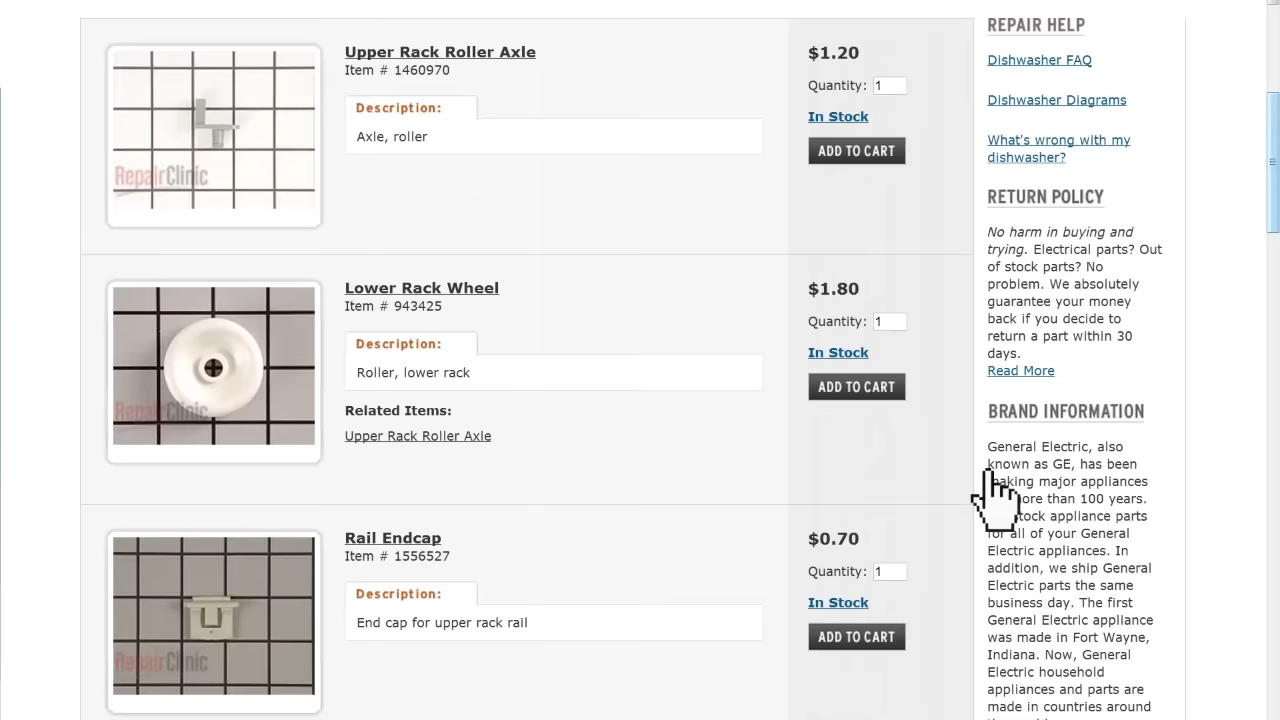 Upper Rack Roller Axle
Item # 1460970
Description:
Axle, roller
$1.20
Quantity: 1
In Stock
ADD TO CART
RepairClinic
Lower Rack Wheel
Item # 943425
Description:
Roller, lower rack
Related Items:
Upper Rack Roller Axle
$1.80
Quantity: 1
In Stock
ADD TO CART
RepairClinic
Rail Endcap
Item # 1556527
Description:
End cap for upper rack rail
$0.70
Quantity: 1
In Stock
ADD TO CART
RepairClinic
REPAIR HELP
Dishwasher FAQ
Dishwasher Diagrams
What's wrong with my
dishwasher?
RETURN POLICY
No harm in buying and
trying. Electrical parts? Out
of stock parts? No
problem. We absolutely
guarantee your money
back if you decide to
return a part within 30
days.
Read More
BRAND INFORMATION
General Electric, also
known as GE, has been
making major appliances
more than 100 years.
stock appliance parts
for all of your General
Electric appliances. In
addition, we ship General
Electric parts the same
business day. The first
General Electric appliance
was made in Fort Wayne,
Indiana. Now, General
Electric household
appliances and parts are
made in countries around